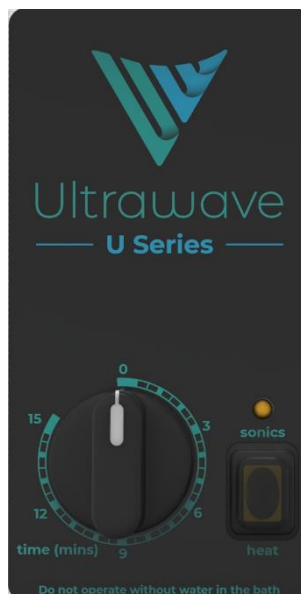 Ultrawave
U Series
0
15
3
sonics
12
6
time (mins)
9
heat
Do not operate without water in the bath